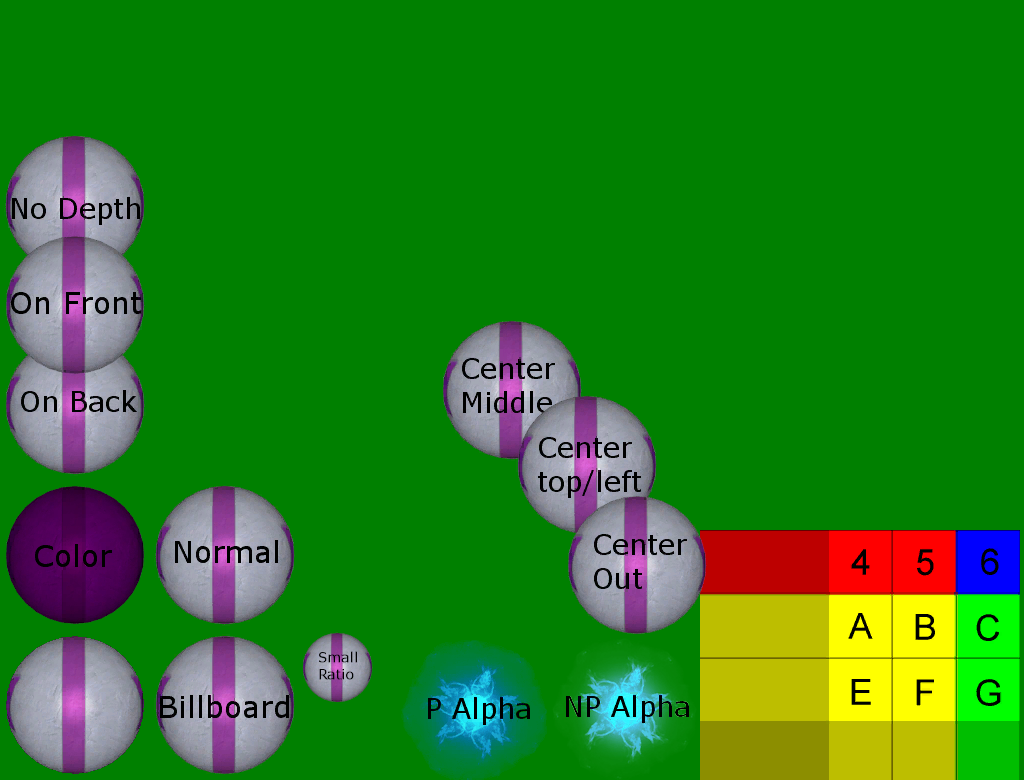 No Depth
On Front
On Back
Center
Middle
Center
top/left
Color
Normal
Center
Out
4 5 6
A B C
E F G
Small
Ratio
Billboard
P Alpha
NP Alpha